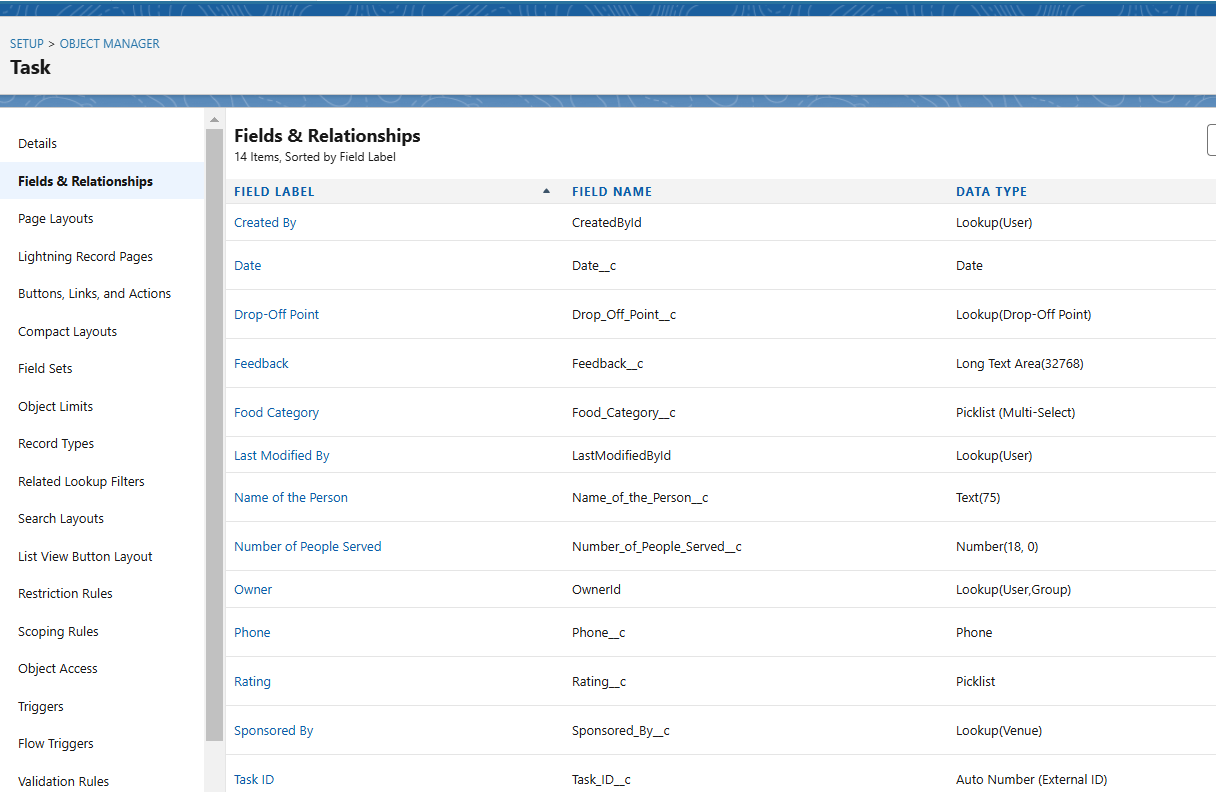 SETUP > OBJECT MANAGER
Task
Details
Fields & Relationships
Page Layouts
Lightning Record Pages
Buttons, Links, and Actions
Compact Layouts
Field Sets
Object Limits
Record Types
Related Lookup Filters
Search Layouts
List View Button Layout
Restriction Rules
Scoping Rules
Object Access
Triggers
Flow Triggers
Validation Rules
Fields & Relationships
14 Items, Sorted by Field Label
FIELD LABEL FIELD NAME DATA TYPE
Created By CreatedById Lookup(User)
Date Date__c Date
Drop-Off Point Drop_Off_Point__c Lookup(Drop-Off Point)
Feedback Feedback__c Long Text Area(32768)
Food Category Food_Category__c Picklist (Multi-Select)
Last Modified By LastModifiedById Lookup(User)
Name of the Person Name_of_the_Person__c Text(75)
Number of People Served Number_of_People_Served__c Number(18, 0)
Owner OwnerId Lookup(User,Group)
Phone Phone__c Phone
Rating Rating__c Picklist
Sponsored By Sponsored_By__c Lookup(Venue)
Task ID Task_ID__c Auto Number (External ID)